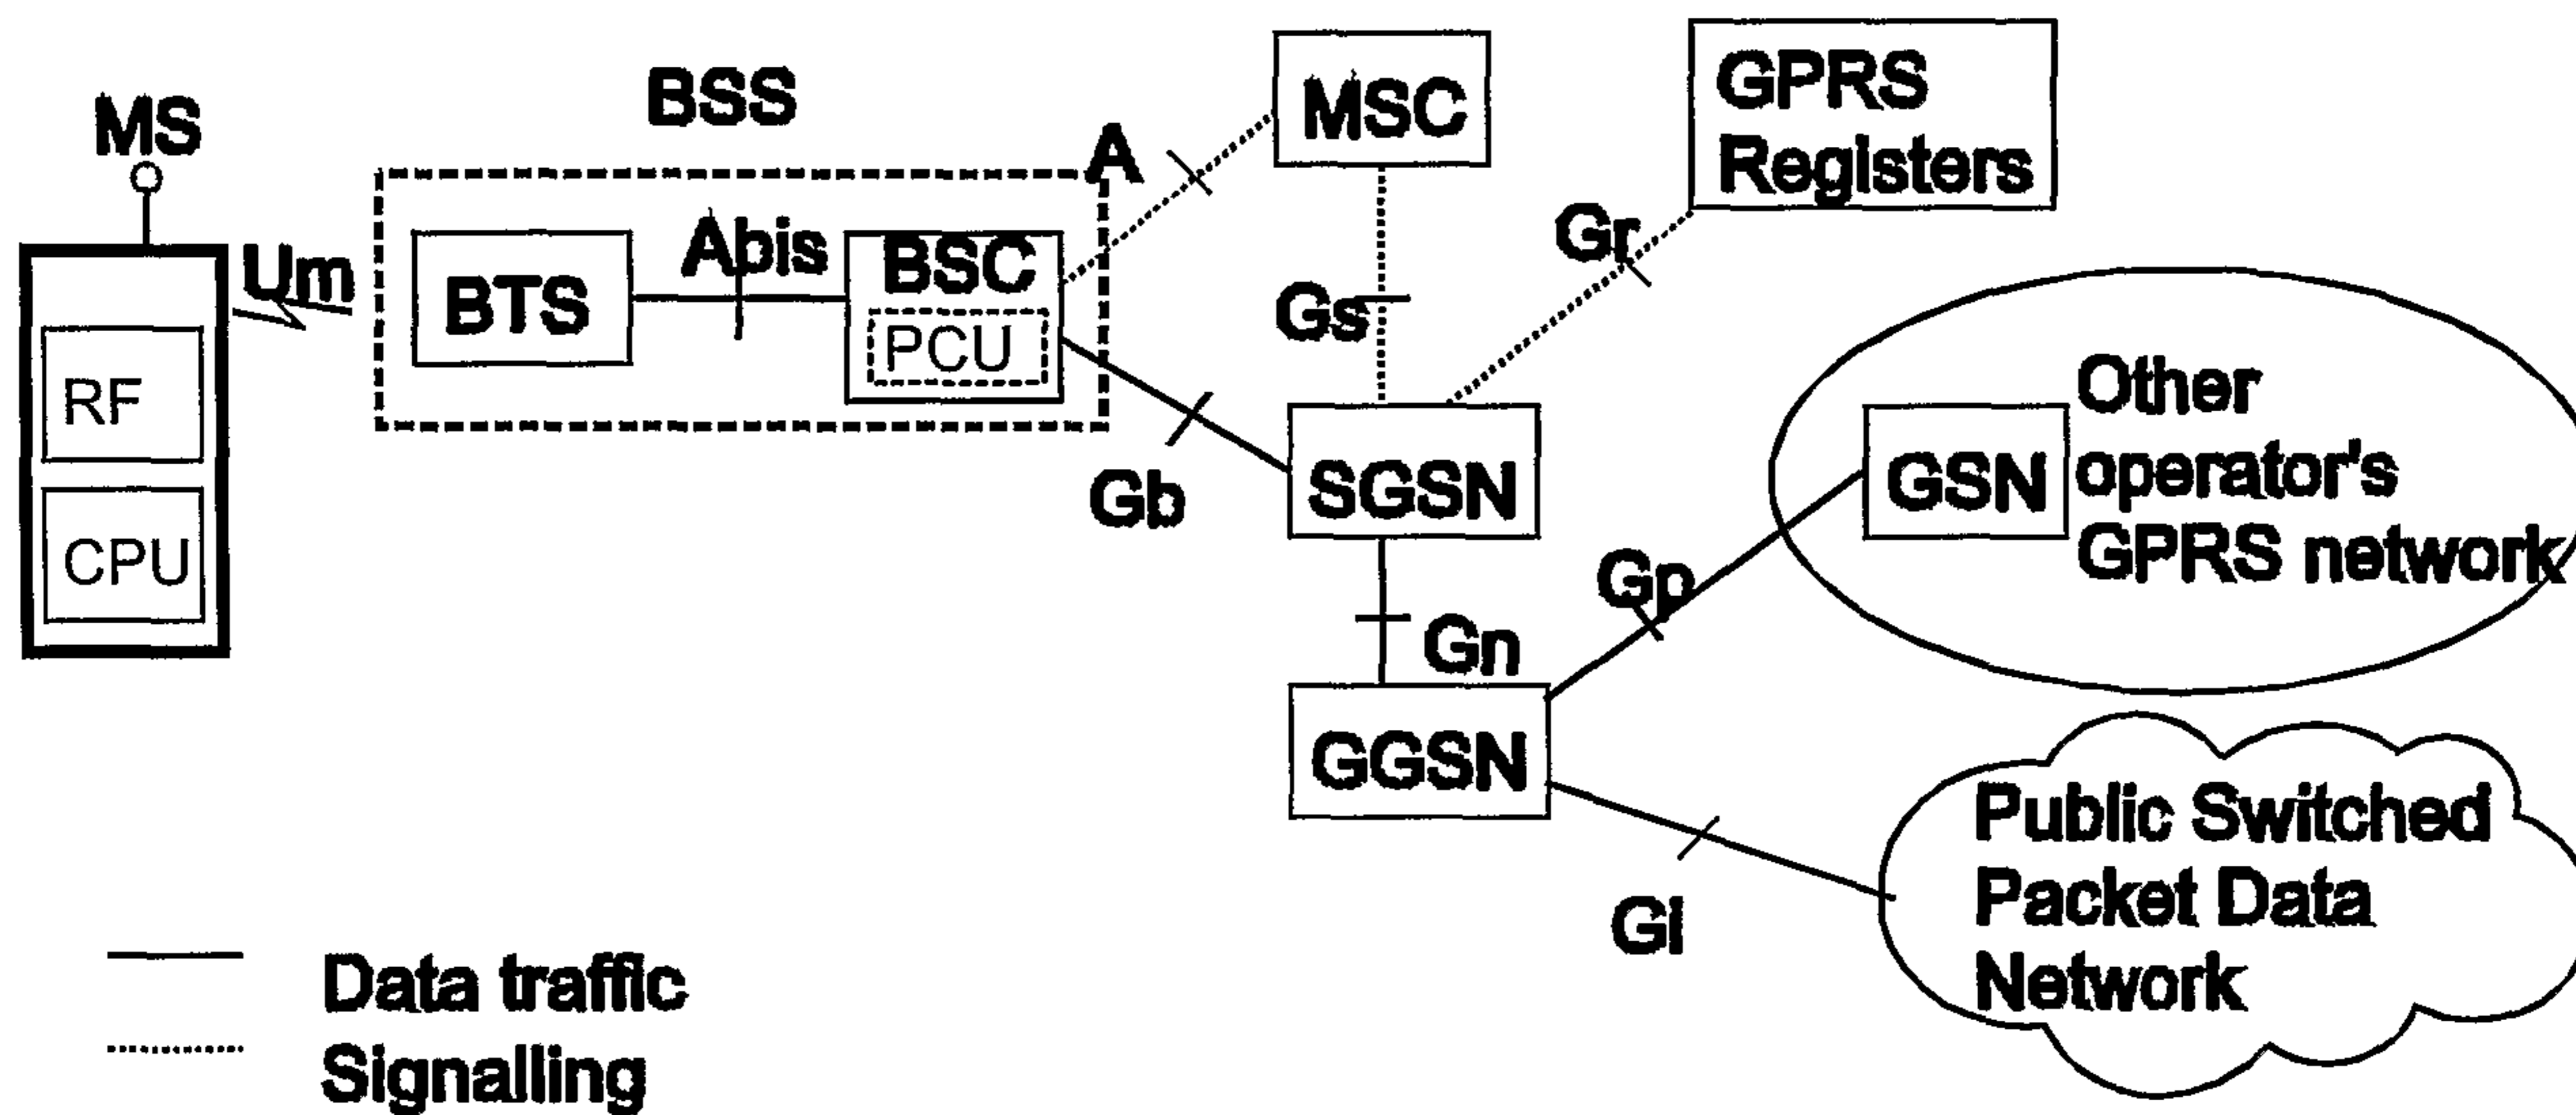 MS
Um
RF
CPU
BSS
BTS
Abis
BSC
PCU
A
MSC
GPRS
Registers
Gs
Gr
Gb
SGSN
Gn
Gp
GGSN
GSN
Other
operator's
GPRS network
Gi
Public Switched
Packet Data
Network
Data traffic
Signalling